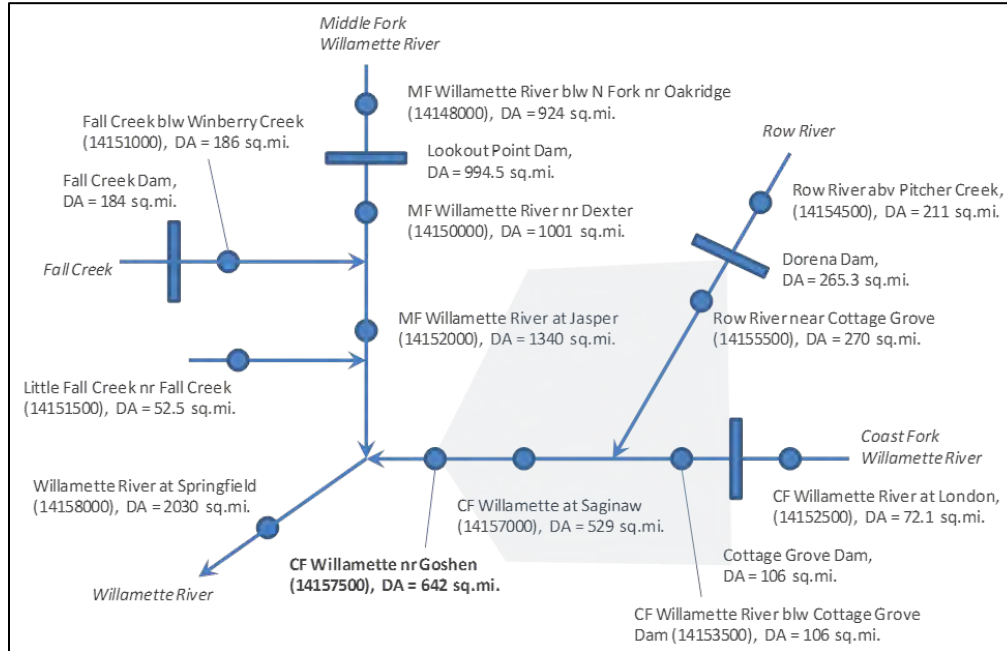 Middle Fork
Willamette River
MF Willamette River blw N Fork nr Oakridge
(14148000), DA = 924 sq.mi.
Fall Creek blw Winberry Creek
(14151000), DA = 186 sq.mi.
Row River
Lookout Point Dam,
DA = 994.5 sq.mi.
Fall Creek Dam,
DA = 184 sq.mi.
Row River abv Pitcher Creek,
(14154500), DA = 211 sq.mi.
MF Willamette River nr Dexter
(14150000), DA = 1001 sq.mi.
Fall Creek
Dorena Dam,
DA = 265.3 sq.mi.
MF Willamette River at Jasper
(14152000), DA = 1340 sq.mi.
Row River near Cottage Grove
(14155500), DA = 270 sq.mi.
Little Fall Creek nr Fall Creek
(14151500), DA = 52.5 sq.mi.
Coast Fork
Willamette River
Willamette River at Springfield
(14158000), DA = 2030 sq.mi.
CF Willamette at Saginaw
(14157000), DA = 529 sq.mi.
CF Willamette River at London,
(14152500), DA = 72.1 sq.mi.
CF Willamette nr Goshen
(14157500), DA = 642 sq.mi.
Cottage Grove Dam,
DA = 106 sq.mi.
Willamette River
CF Willamette River blw Cottage Grove
Dam (14153500), DA = 106 sq.mi.